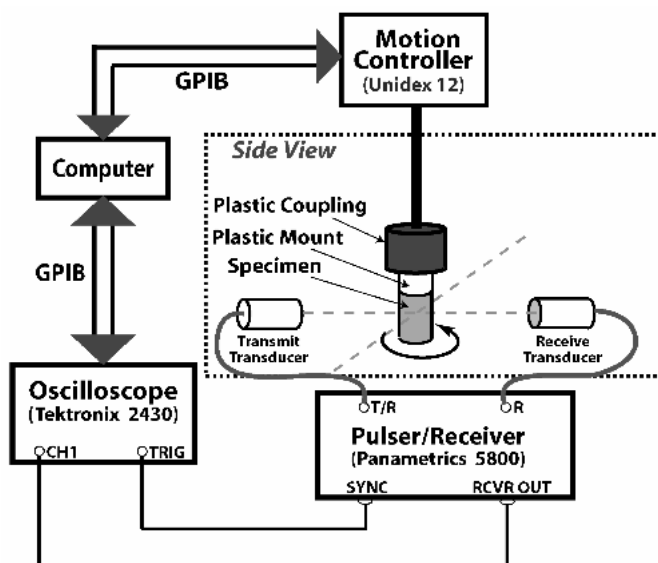 Motion
Controller
(Unidex 12)
GPIB
Computer
Side View
Plastic Coupling
Plastic Mount
Specimen
GPIB
Transmit
Transducer
Receive
Transducer
Oscilloscope
(Tektronix 2430)
CH1 TRIG
T/R R
Pulser/Receiver
(Panametrics 5800)
SYNC RCVR OUT